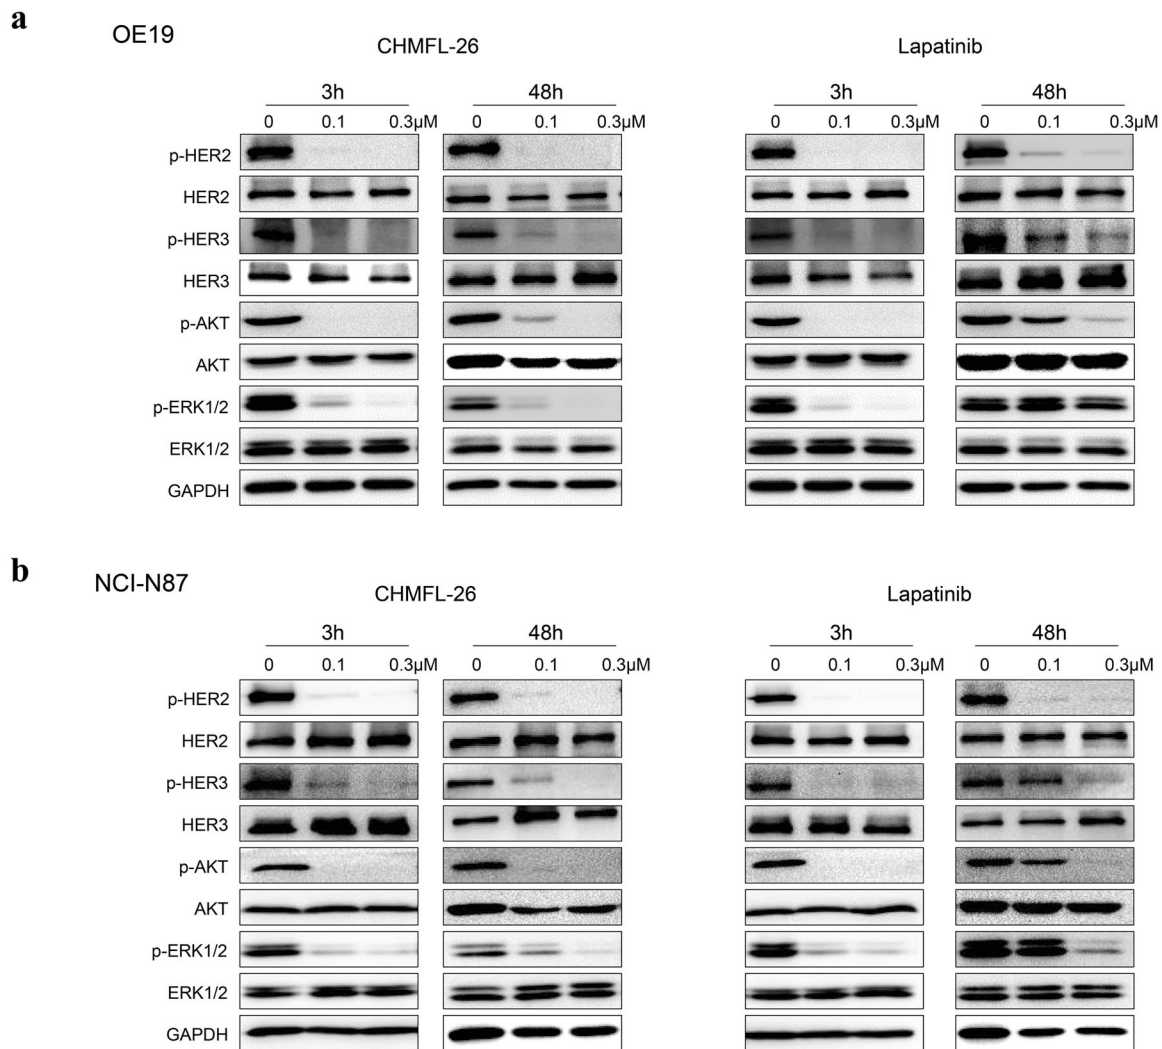 a
OE19
CHMFL-26
Lapatinib
3h
48h
3h
48h
0 0.1 0.3µM
0 0.1 0.3µM
0 0.1 0.3µM
0 0.1 0.3µM
p-HER2
HER2
p-HER3
HER3
p-AKT
AKT
p-ERK1/2
ERK1/2
GAPDH
b
NCI-N87
CHMFL-26
Lapatinib
3h
48h
3h
48h
0 0.1 0.3µM
0 0.1 0.3µM
0 0.1 0.3µM
0 0.1 0.3µM
p-HER2
HER2
p-HER3
HER3
p-AKT
AKT
p-ERK1/2
ERK1/2
GAPDH